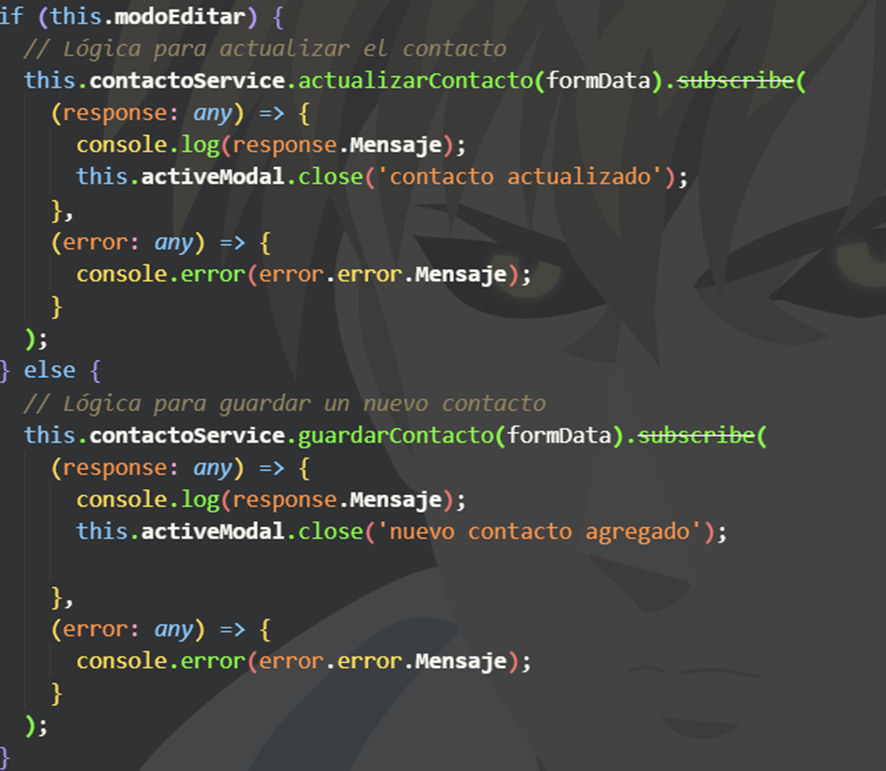 if (this.modoEditar) {
// Lógica para actualizar el contacto
this.contactoService.actualizarContacto(formData).subscribe(
(response: any) => {
console.log(response.Mensaje);
this.activeModal.close('contacto actualizado');
},
(error: any) => {
console.error(error.error.Mensaje);
}
);
} else {
// Lógica para guardar un nuevo contacto
this.contactoService.guardarContacto(formData).subscribe(
(response: any) => {
console.log(response.Mensaje);
this.activeModal.close('nuevo contacto agregado');
},
(error: any) => {
console.error(error.error.Mensaje);
}
);
}